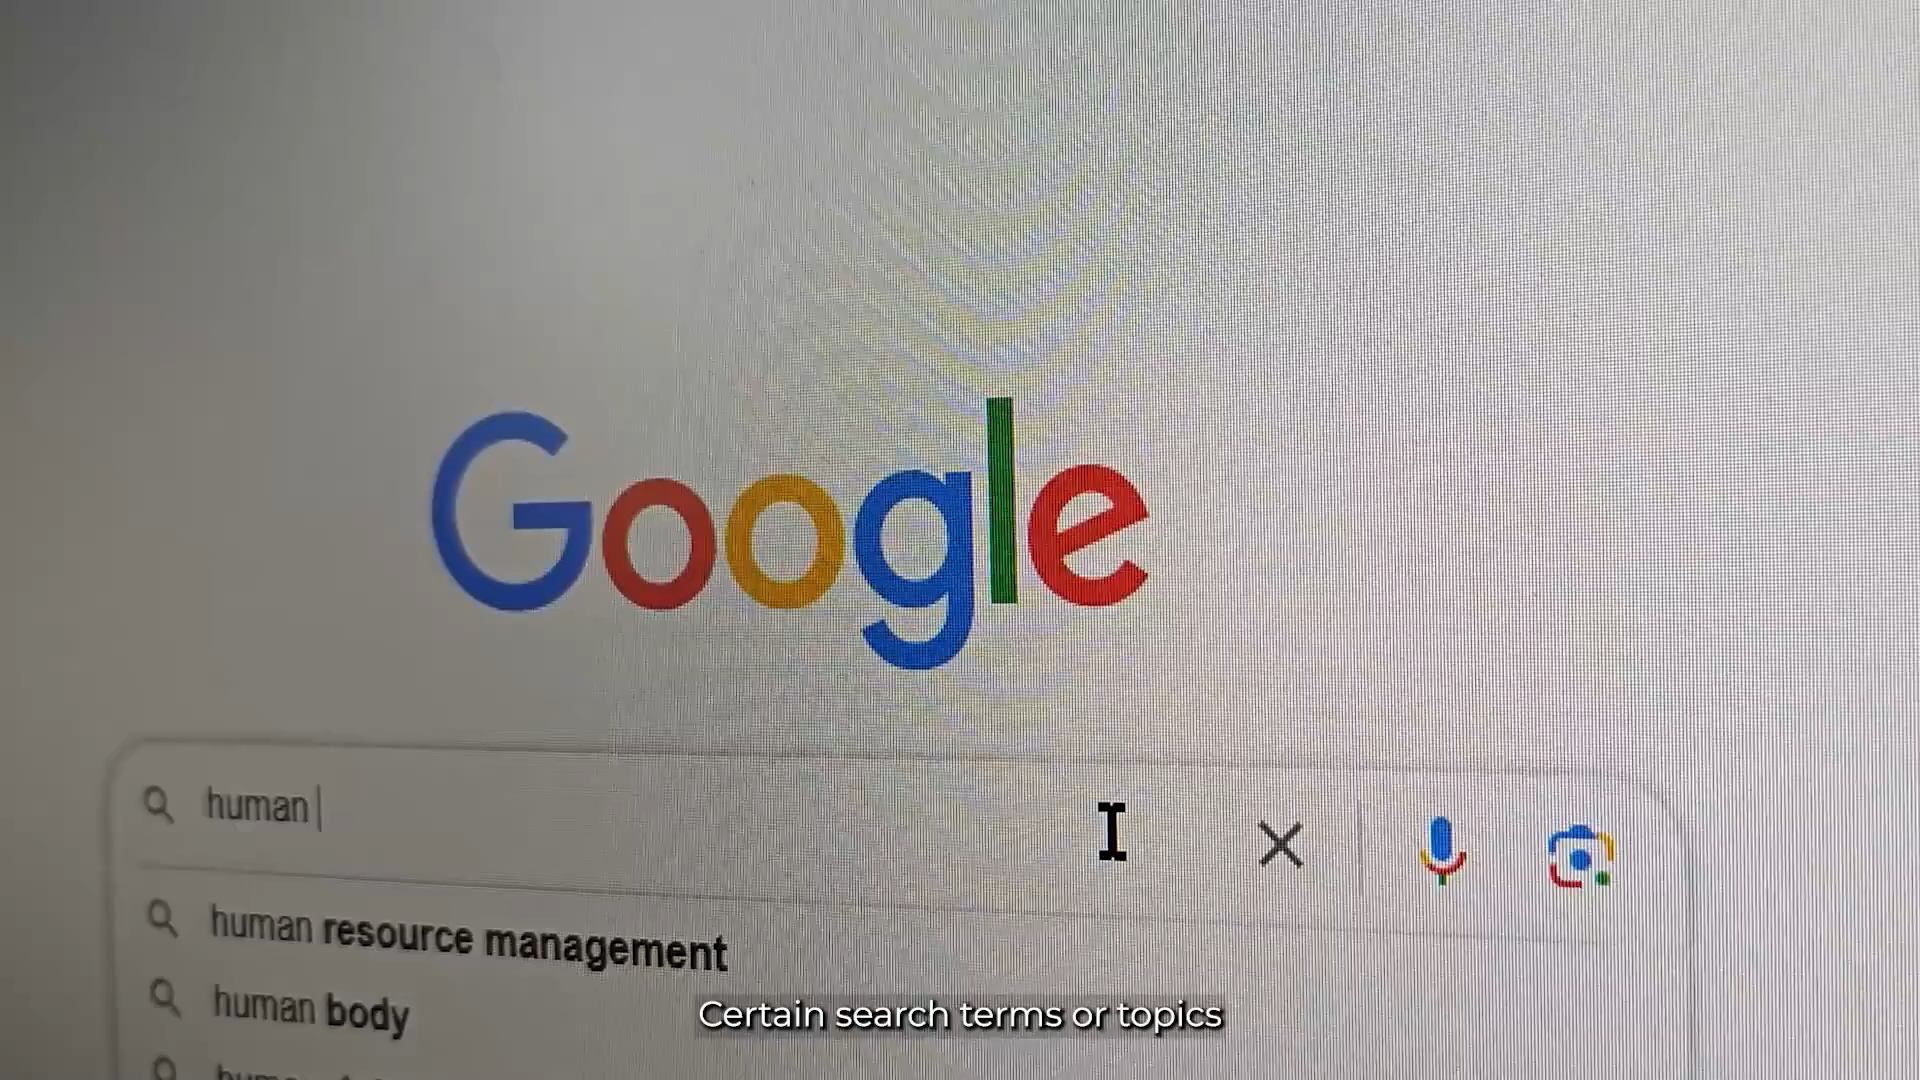 Google
human
human resource management
human body
Certain search terms or topics